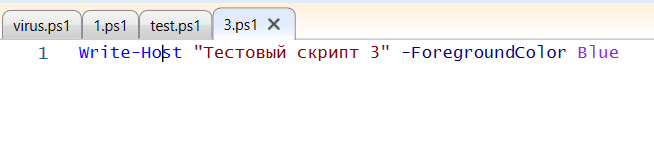 virus.ps1 1.ps1 test.ps1 3.ps1
1 Write-Host "Тестовый скрипт 3" -ForegroundColor Blue